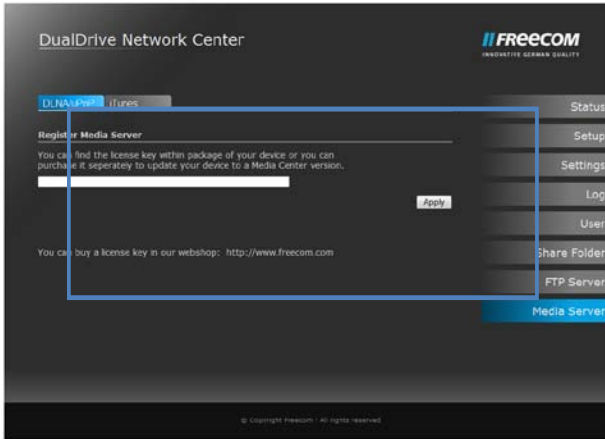 DualDrive Network Center
FREECOM
INNOVATIVE GERMAN QUALITY
DLNA/uPnP iTunes
Register Media Server
You can find the license key within package of your device or you can
purchase it seperately to update your device to a Media Center version.
Apply
You can buy a license key in our webshop: http://www.freecom.com
Status
Setup
Settings
Log
User
Share Folder
FTP Server
Media Server
© Copyright Freecom - All rights reserved